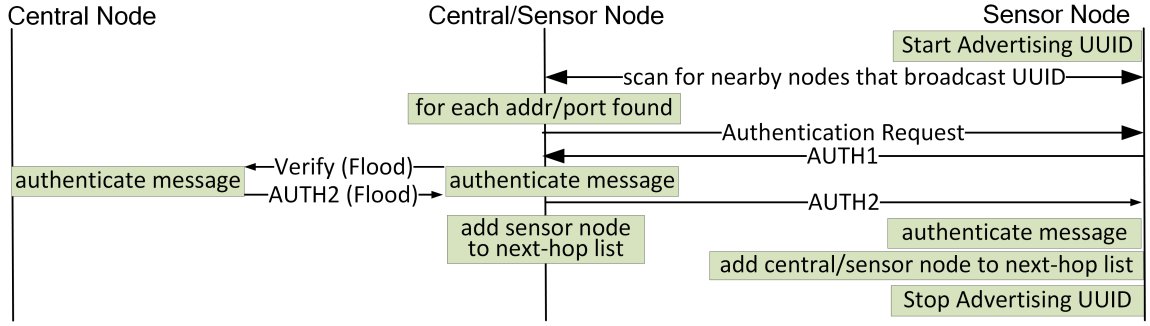 Central Node
Central/Sensor Node
Sensor Node
Start Advertising UUID
scan for nearby nodes that broadcast UUID
for each addr/port found
Authentication Request
AUTH1
Verify (Flood)
authenticate message
authenticate message
AUTH2 (Flood)
AUTH2
add sensor node
to next-hop list
authenticate message
add central/sensor node to next-hop list
Stop Advertising UUID